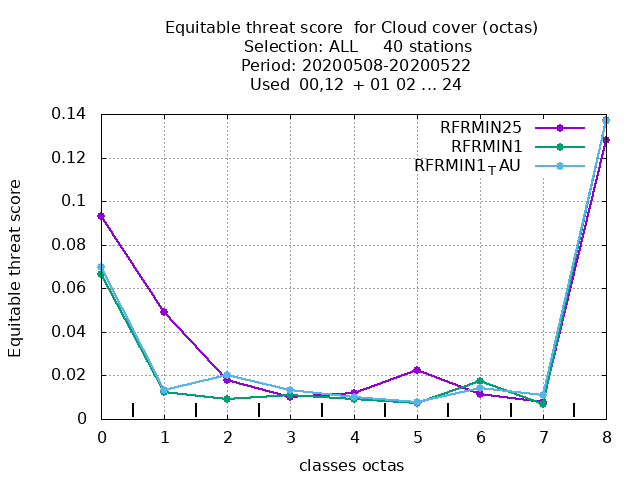 Equitable threat score  for Cloud cover (octas)
Selection: ALL     40 stations
Period: 20200508-20200522
Used  00,12  + 01 02 ... 24
0.14
0.12
0.1
0.08
0.06
0.04
0.02
0
Equitable threat score
RFRMIN25
RFRMIN1
RFRMIN1TAU
0 1 2 3 4 5 6 7 8
classes octas